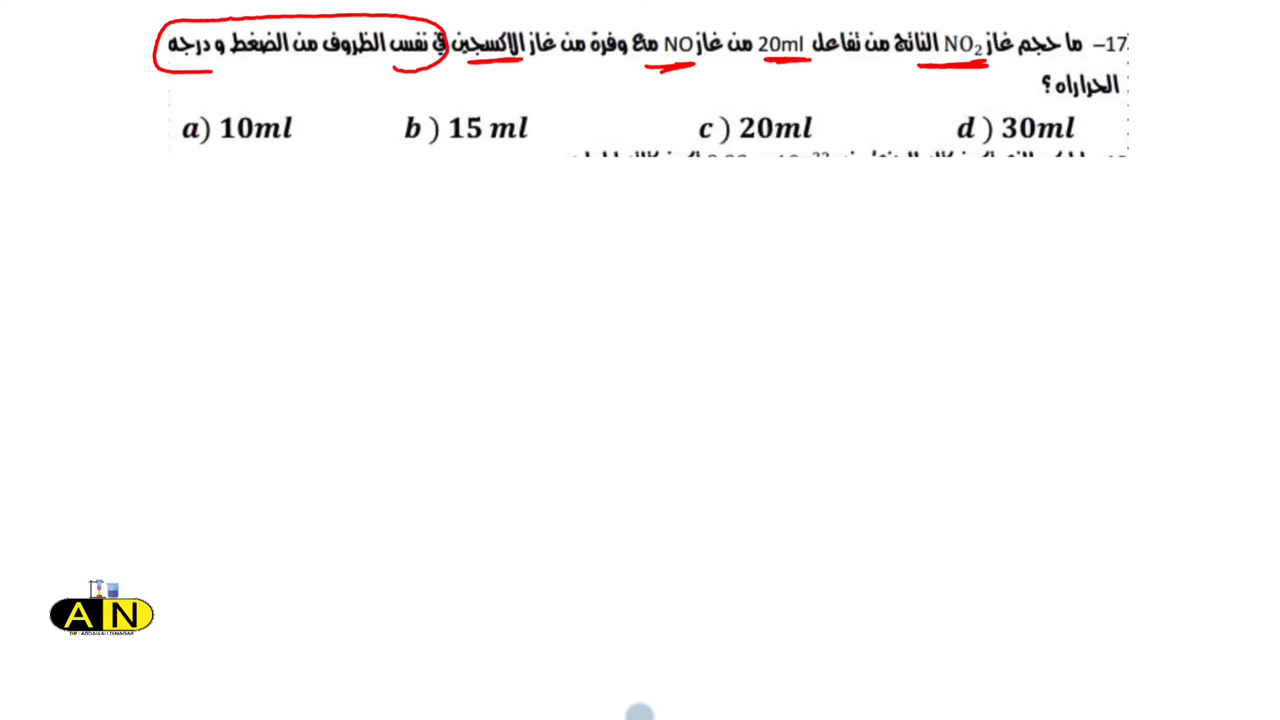 17– ما حجم غاز NO₂ الناتج من تفاعل 20ml من غاز NO مع وفرة من غاز الاكسجين في نفس الظروف من الضغط و درجه
الحراراه ؟
a) 10ml b ) 15 ml c ) 20ml d ) 30ml
A N